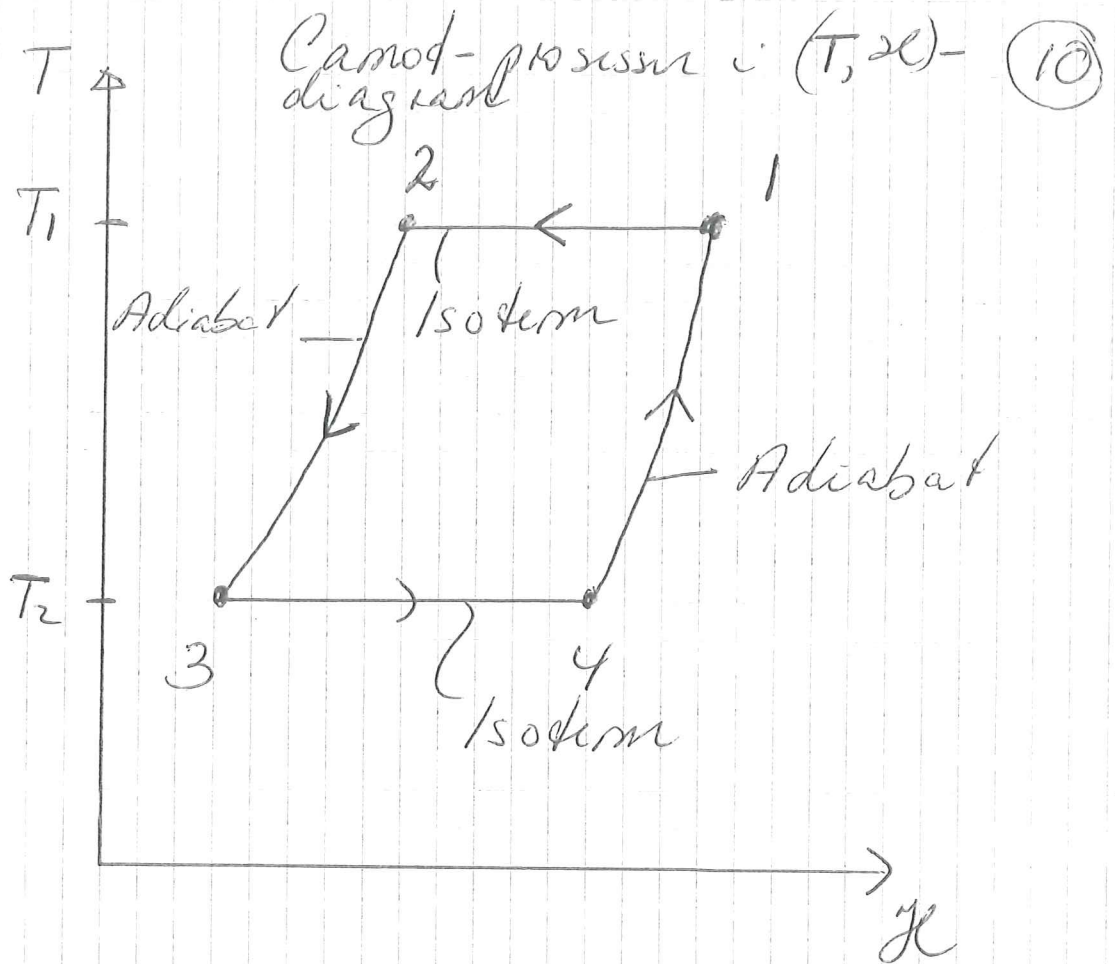 Carnot-prosessen i (T, ℋ)- 10
diagram
T
2
1
T₁
Adiabat
Isoterm
Adiabat
T₂
3
4
Isoterm
ℋ